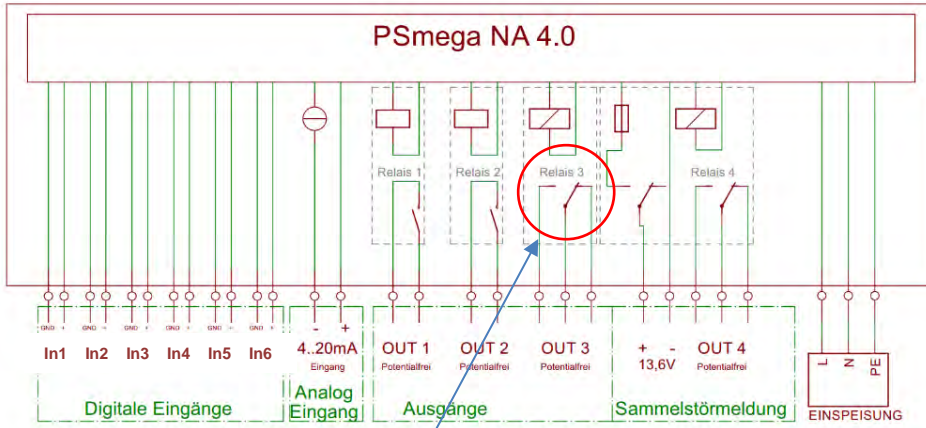 PSmega NA 4.0
Relais 1
Relais 2
Relais 3
Relais 4
GND + GND + GND + GND + GND + GND +
In1 In2 In3 In4 In5 In6
- +
4..20mA
Eingang
OUT 1
Potentialfrei
OUT 2
Potentialfrei
OUT 3
Potentialfrei
+ -
13,6V
OUT 4
Potentialfrei
L
N
PE
Digitale Eingänge
Analog
Eingang
Ausgänge
Sammelstörmeldung
EINSPEISUNG